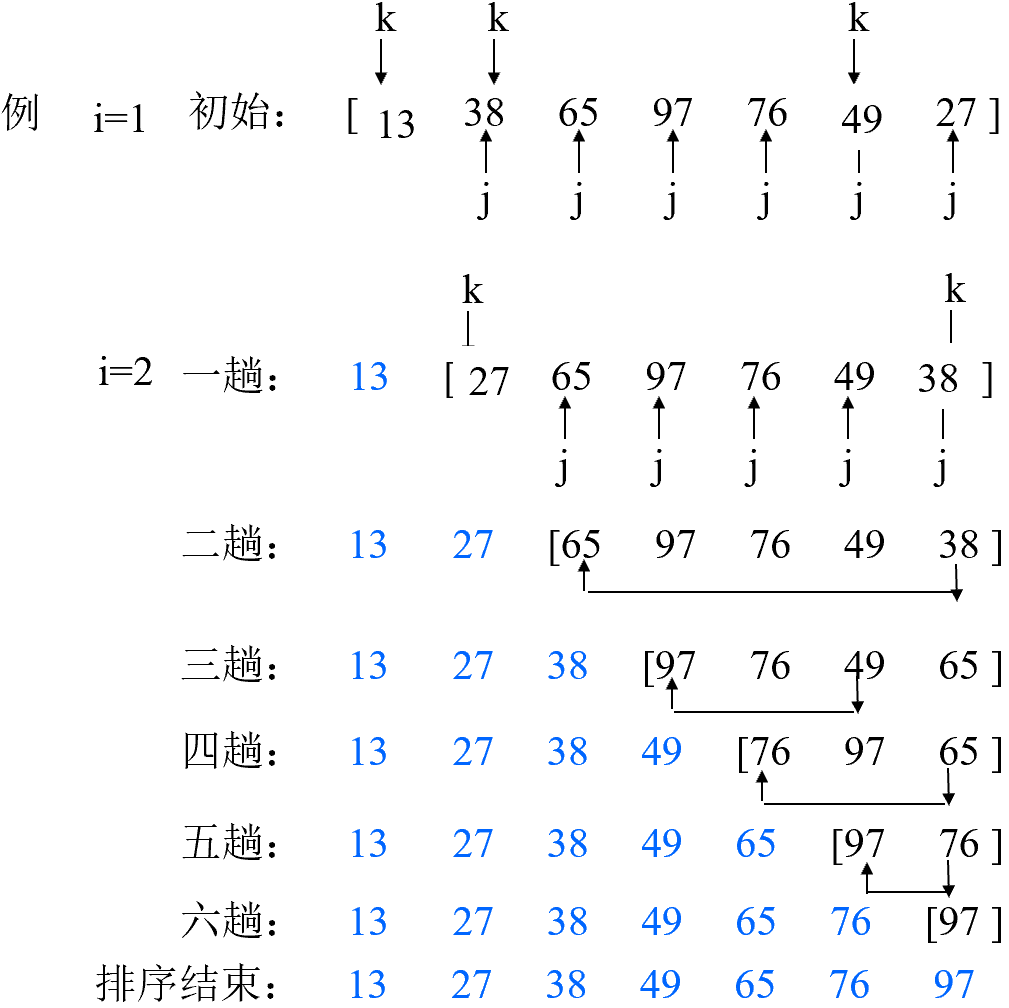 k k k
例 i=1 初始： [ 13 38 65 97 76 49 27 ]
j j j j j j
k k
i=2 一趟： 13 [ 27 65 97 76 49 38 ]
j j j j j
二趟： 13 27 [65 97 76 49 38 ]
三趟： 13 27 38 [97 76 49 65 ]
四趟： 13 27 38 49 [76 97 65 ]
五趟： 13 27 38 49 65 [97 76 ]
六趟： 13 27 38 49 65 76 [97 ]
排序结束： 13 27 38 49 65 76 97